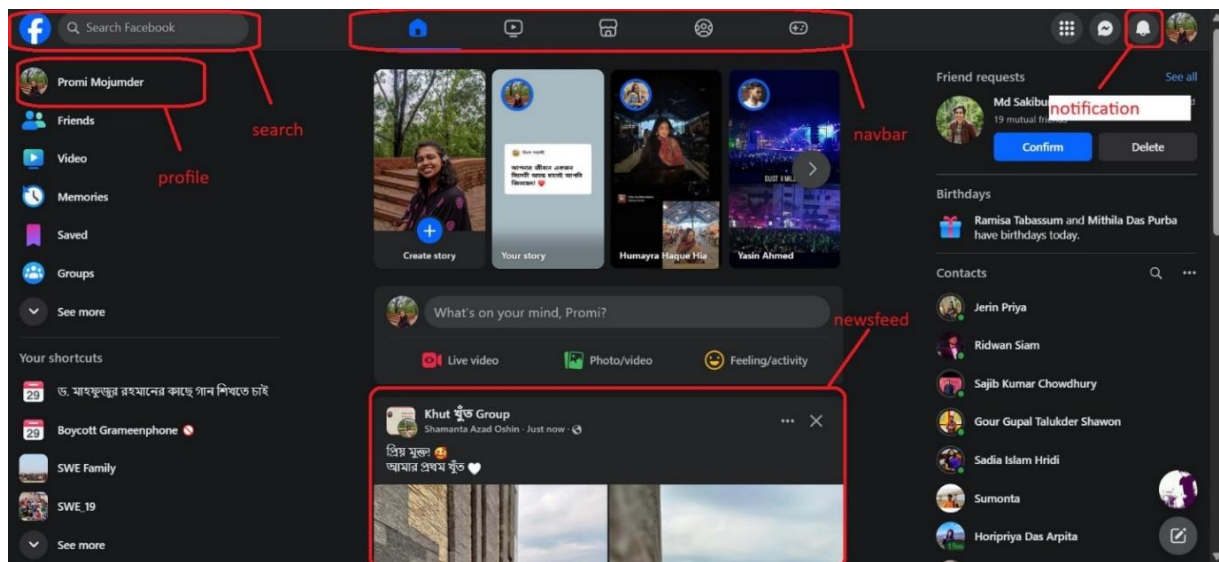 Search Facebook
Promi Mojumder
Friends
Video
Memories
Saved
Groups
See more
Your shortcuts
ড. মাহফুজুর রহমানের কাছে গান শিখতে চাই
Boycott Grameenphone
SWE Family
SWE_19
See more
search
profile
navbar
notification
newsfeed
Create story
Your story
Humayra Haque Hia
Yasin Ahmed
What's on your mind, Promi?
Live video
Photo/video
Feeling/activity
Khut খুঁত Group
Shamanta Azad Oshin · Just now
আমার প্রথম খুঁত
Friend requests
See all
Md
19 mutual
Confirm
Delete
Birthdays
Ramisa Tabassum and Mithila Das Purba
have birthdays today.
Contacts
Jerin Priya
Ridwan Siam
Sajib Kumar Chowdhury
Gour Gupal Talukder Shawon
Sadia Islam Hridi
Sumonta
Horipriya Das Arpita